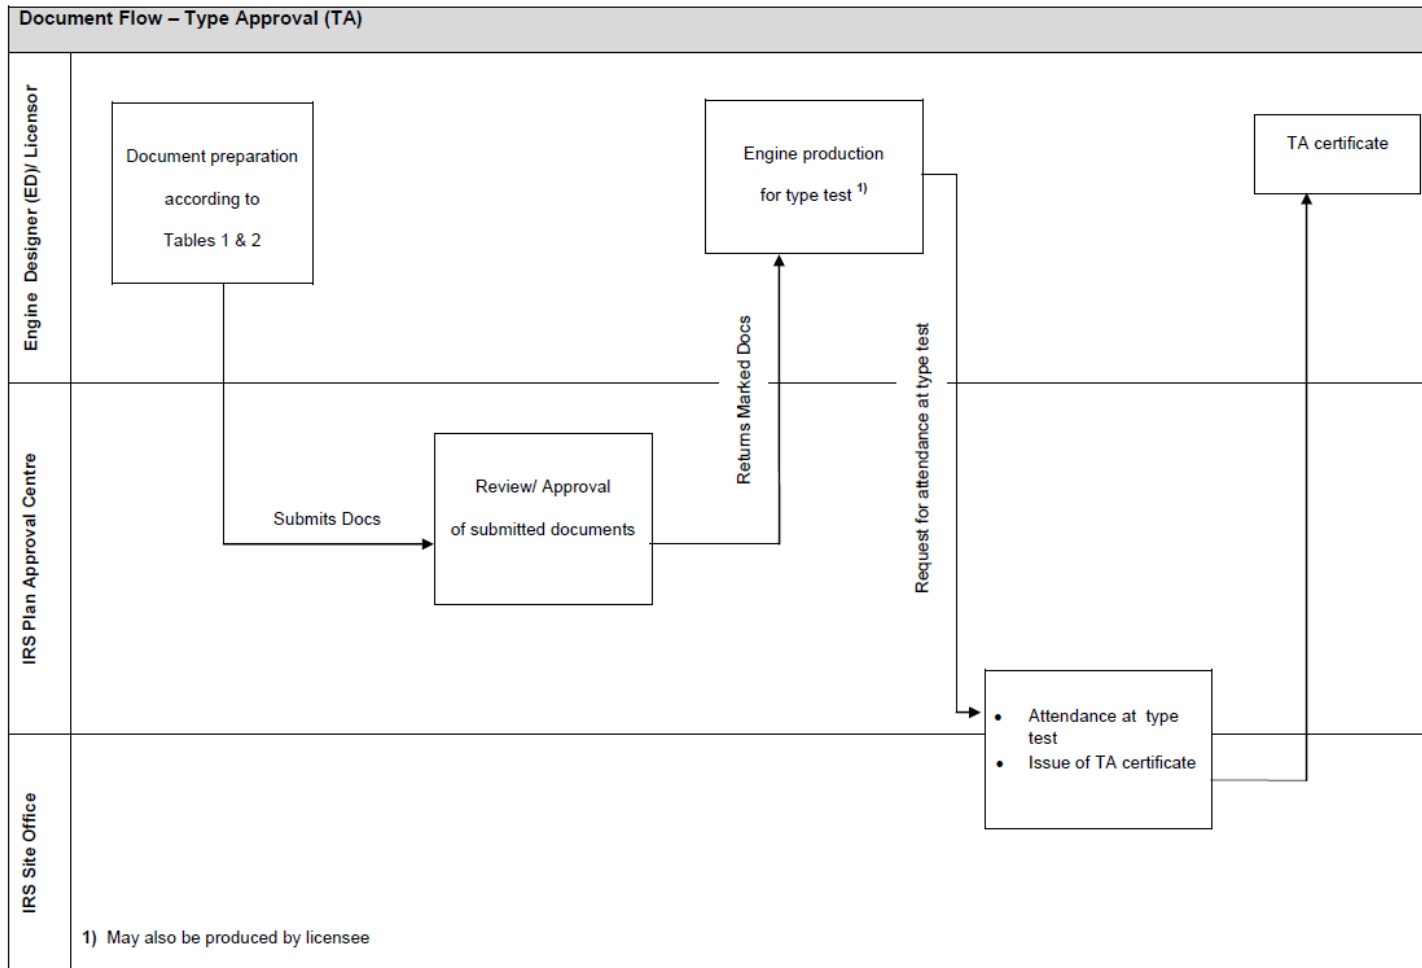 Document Flow – Type Approval (TA)
Engine Designer (ED)/ Licensor
Document preparation
according to
Tables 1 & 2
Engine production
for type test 1)
TA certificate
Returns Marked Docs
Request for attendance at type test
IRS Plan Approval Centre
Submits Docs
Review/ Approval
of submitted documents
• Attendance at type
test
• Issue of TA certificate
IRS Site Office
1) May also be produced by licensee